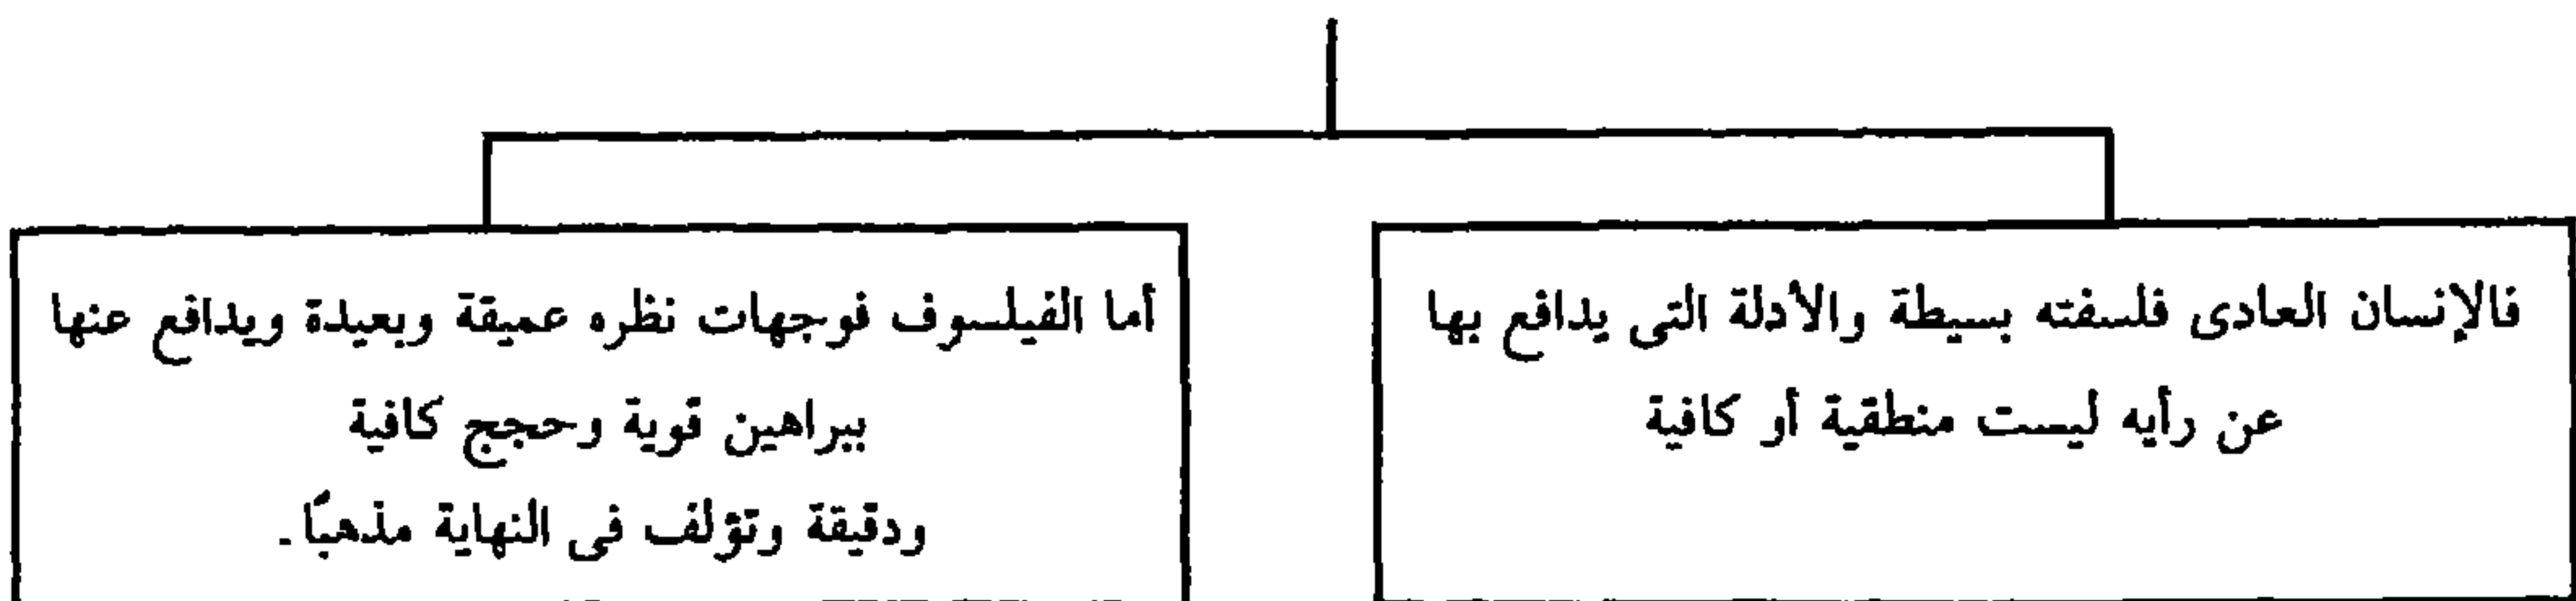 فالإنسان العادى فلسفته بسيطة والأدلة التى يدافع بها
عن رأيه ليست منطقية أو كافية
أما الفيلسوف فوجهات نظره عميقة وبعيدة ويدافع عنها
ببراهين قوية وحجج كافية
ودقيقة وتؤلف فى النهاية مذهبًا.